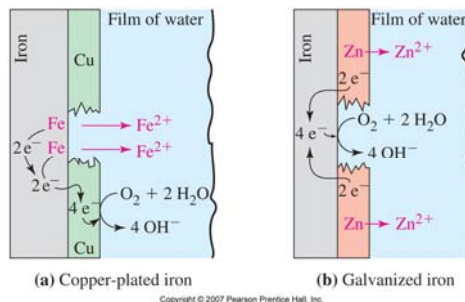 Film of water
Iron
Cu
Fe → Fe²⁺
2 e⁻
Fe → Fe²⁺
2e⁻
4 e⁻
O₂ + 2 H₂O
4 OH⁻
Cu
(a) Copper-plated iron
Film of water
Iron
Zn → Zn²⁺
2 e⁻
O₂ + 2 H₂O
4 e⁻
4 OH⁻
2 e⁻
Zn → Zn²⁺
(b) Galvanized iron
Copyright © 2007 Pearson Prentice Hall, Inc.